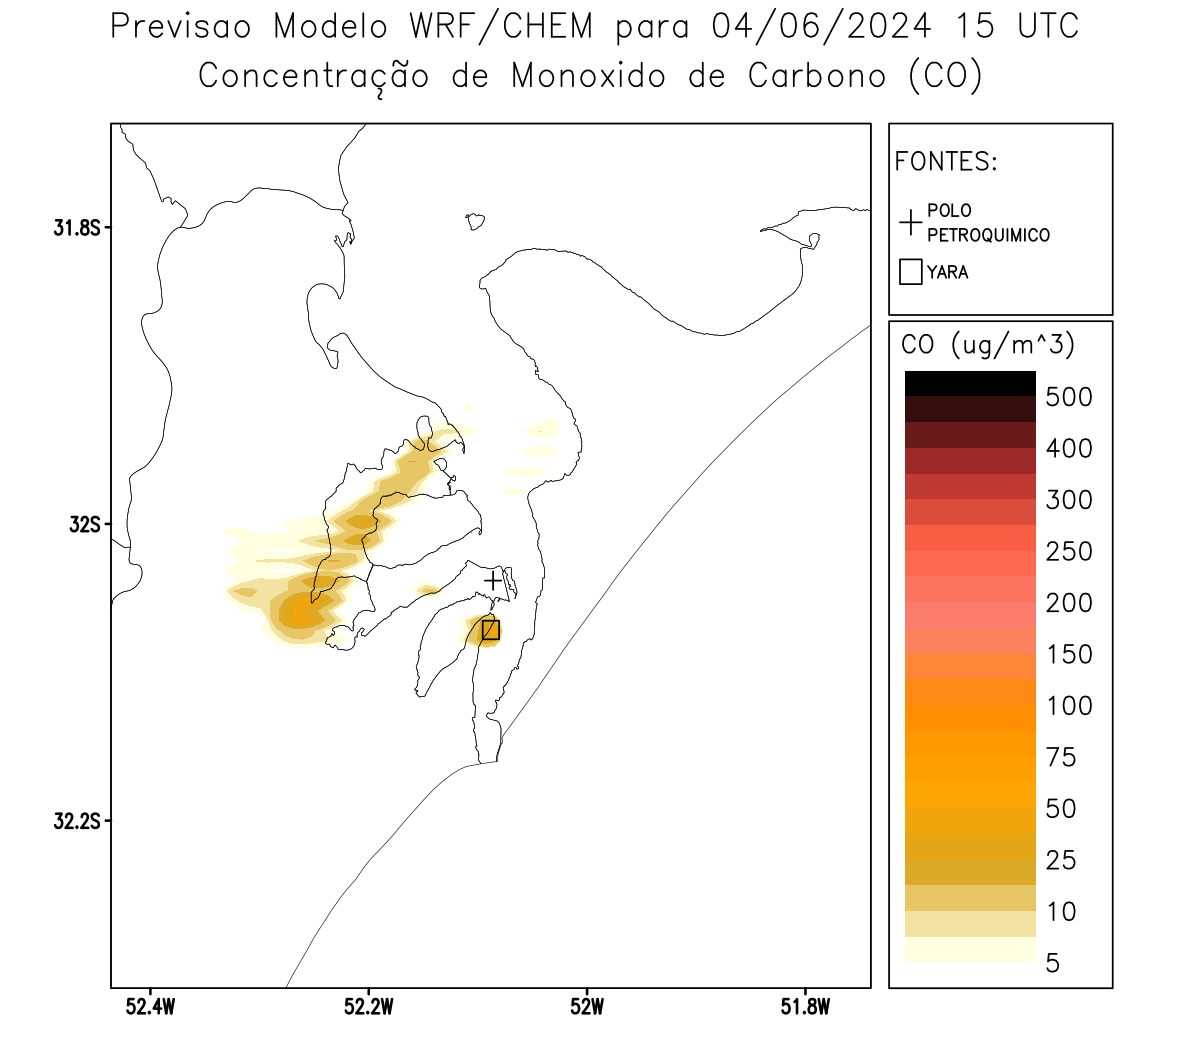 Previsao Modelo WRF/CHEM para 04/06/2024 15 UTC
Concentração de Monoxido de Carbono (CO)
FONTES:
POLO
PETROQUIMICO
YARA
CO (ug/m^3)
500
400
300
250
200
150
100
75
50
25
10
5
31.8S
32S
32.2S
52.4W
52.2W
52W
51.8W